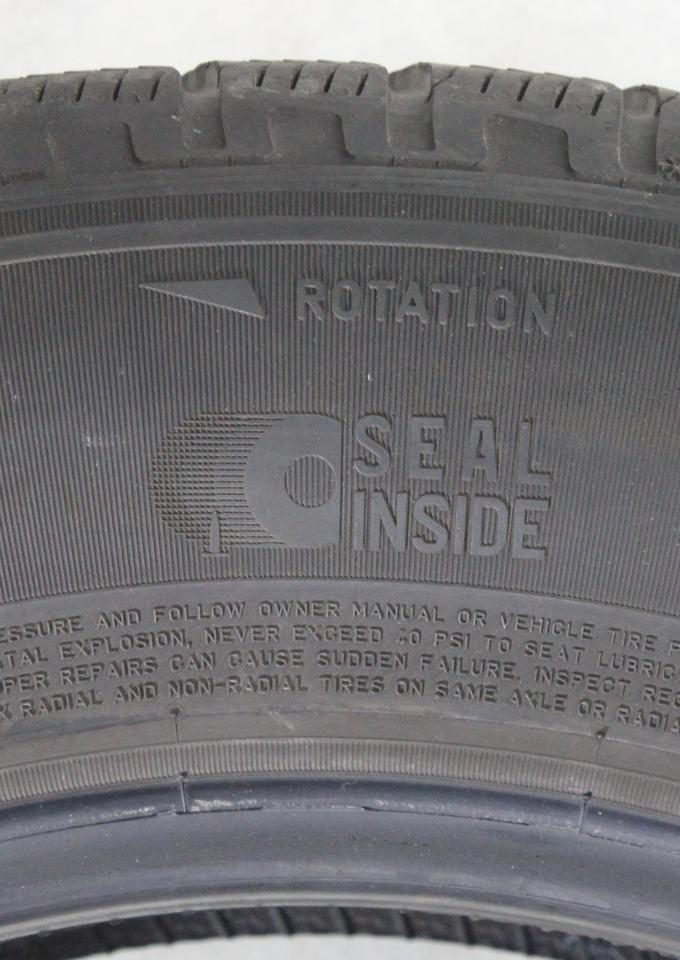 ROTATION
SEAL
INSIDE
ESSURE AND FOLLOW OWNER MANUAL OR VEHICLE TIRE P
ATAL EXPLOSION, NEVER EXCEED 40 PSI TO SEAT LUBRIC
PER REPAIRS CAN CAUSE SUDDEN FAILURE. INSPECT REG
X RADIAL AND NON-RADIAL TIRES ON SAME AXLE OR RADIA